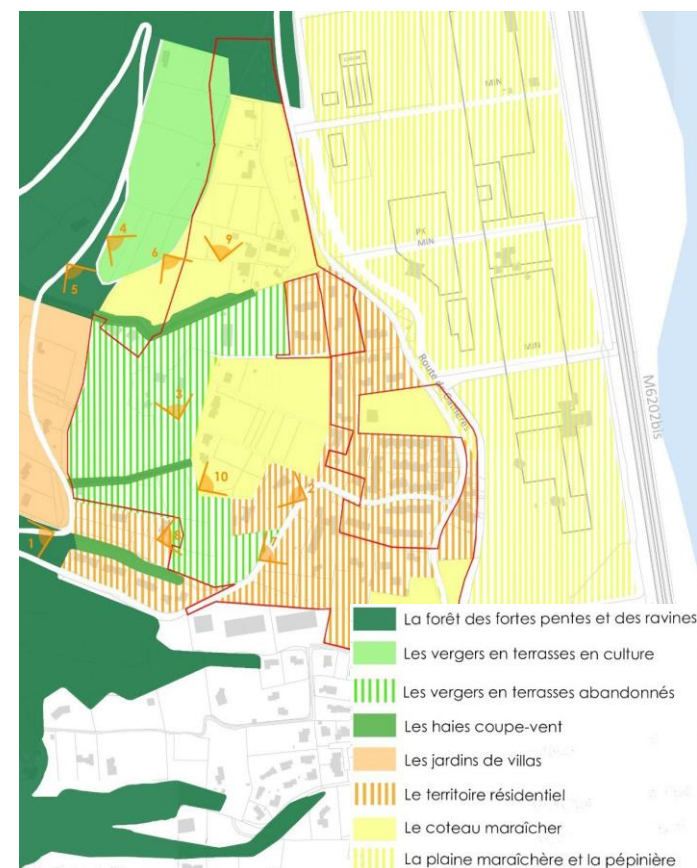 MIN
PX
MIN
4
6
9
5
Route de
MIN
M6202bis
3
10
2
1
8
7
La forêt des fortes pentes et des ravines
Les vergers en terrasses en culture
Les vergers en terrasses abandonnés
Les haies coupe-vent
Les jardins de villas
Le territoire résidentiel
Le coteau maraîcher
La plaine maraîchère et la pépinière